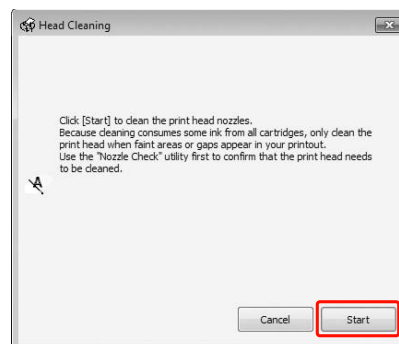 Head Cleaning
Click [Start] to clean the print head nozzles.
Because cleaning consumes some ink from all cartridges, only clean the
print head when faint areas or gaps appear in your printout.
Use the "Nozzle Check" utility first to confirm that the print head needs
to be cleaned.
A
Cancel
Start